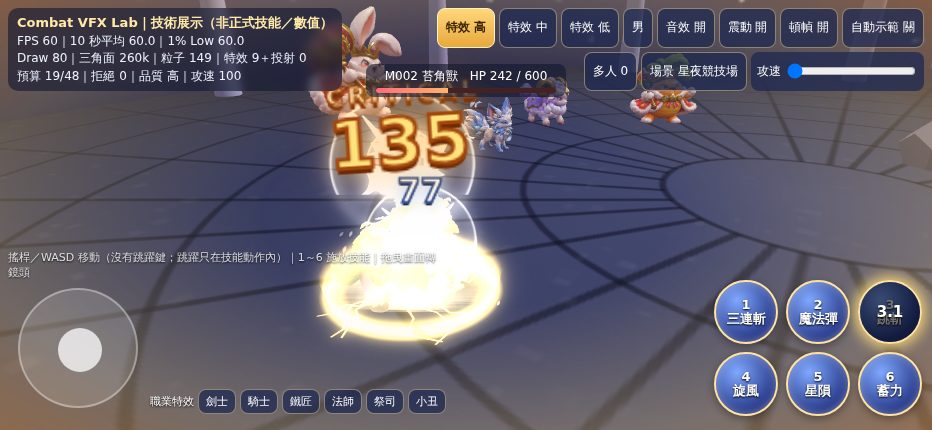 Combat VFX Lab｜技術展示（非正式技能／數值）
FPS 60｜10 秒平均 60.0｜1% Low 60.0
Draw 80｜三角面 260k｜粒子 149｜特效 9＋投射 0
預算 19/48｜拒絕 0｜品質 高｜攻速 100
特效 高
特效 中
特效 低
男
音效 開
震動 開
頓幀 開
自動示範 關
多人 0
場景 星夜競技場
攻速
M002 苔角獸 HP 242 / 600
CRITICAL
135
77
搖桿／WASD 移動（沒有跳躍鍵；跳躍只在技能動作內）｜1～6 施放技能｜拖曳畫面轉
鏡頭
1
三連斬
2
魔法彈
3
跳斬
3.1
4
旋風
5
星隕
6
蓄力
職業特效
劍士
騎士
鐵匠
法師
祭司
小丑